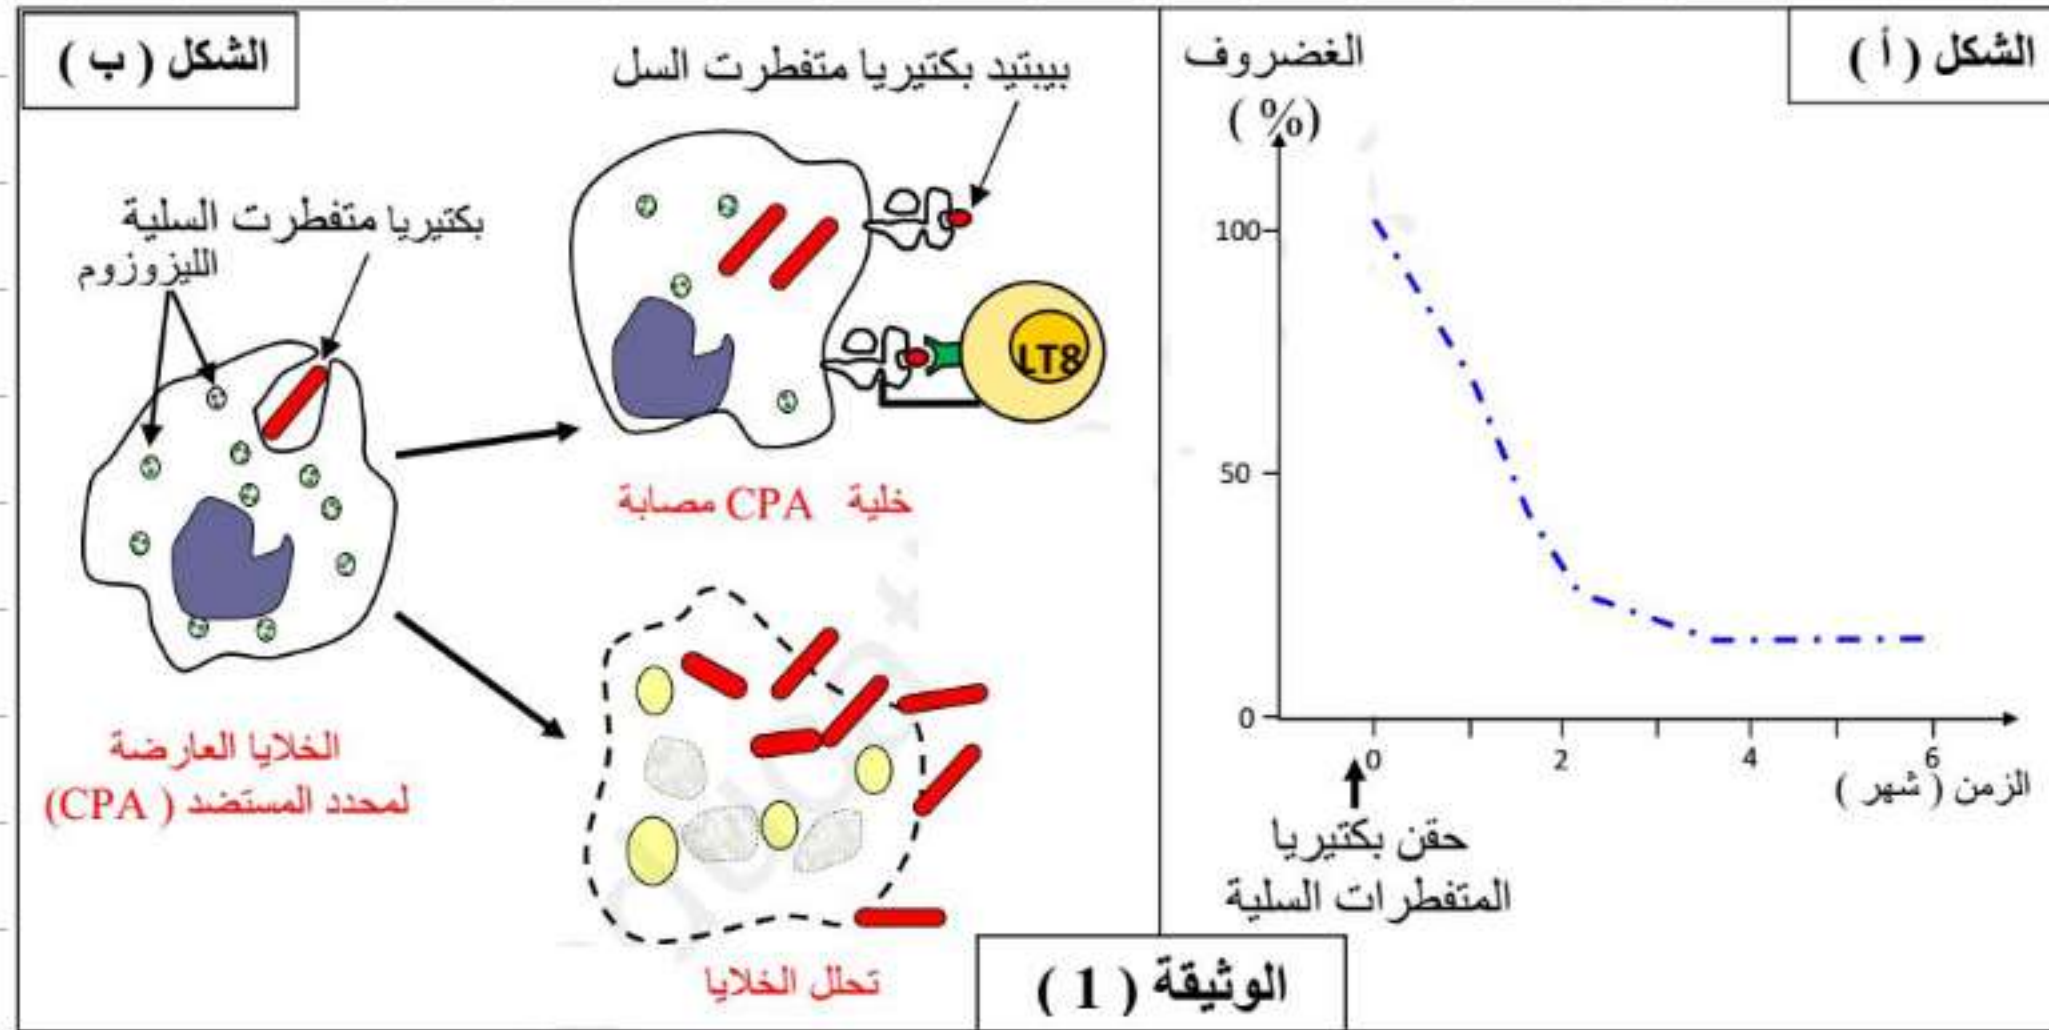 الشكل ( أ )
الغضروف
( % )
100
50
0
0
2
4
6
الزمن ( شهر )
حقن بكتيريا
المتفطرات السلية
الشكل ( ب )
بيبتيد بكتيريا متفطرت السل
بكتيريا متفطرت السلية
الليزوزوم
LT8
خلية CPA مصابة
الخلايا العارضة
لمحدد المستضد ( CPA)
تحلل الخلايا
الوثيقة ( 1 )